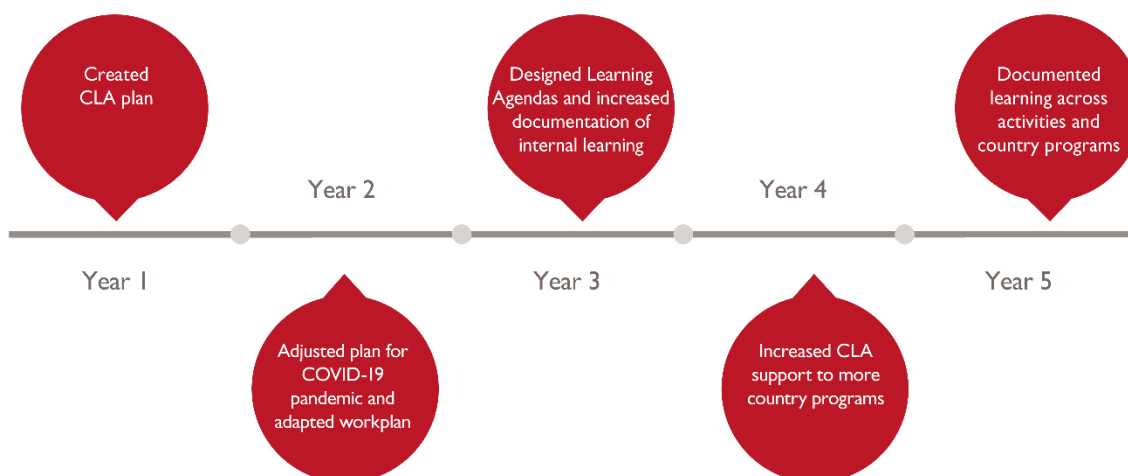 Created
CLA plan
Year 1
Year 2
Adjusted plan for
COVID-19
pandemic and
adapted workplan
Designed Learning
Agendas and increased
documentation of
internal learning
Year 3
Year 4
Increased CLA
support to more
country programs
Documented
learning across
activities and
country programs
Year 5